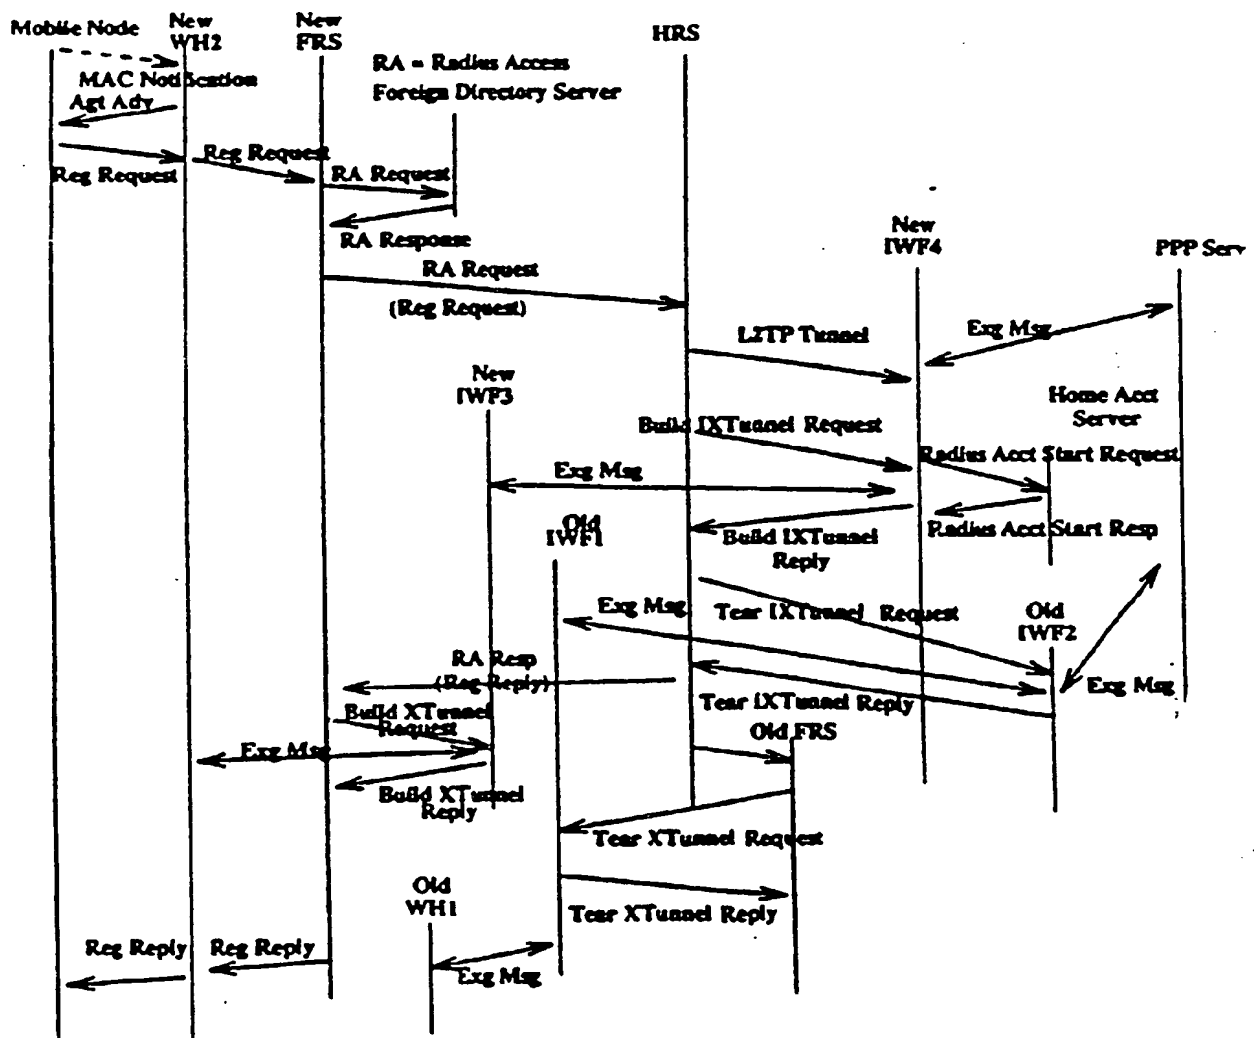 Mobile Node
New
WH2
New
FRS
HRS
RA = Radius Access
Foreign Directory Server
MAC Notification
Agt Adv
Reg Request
Reg Request
RA Request
RA Response
New
IWF4
PPP Serv
RA Request
(Reg Request)
L2TP Tunnel
Exg Msg
New
IWF3
Home Acct
Server
Build IXTunnel Request
Radius Acct Start Request
Exg Msg
Old
IWF1
Build IXTunnel
Reply
Radius Acct Start Resp
Exg Msg
Tear IXTunnel Request
Old
IWF2
RA Resp
(Reg Reply)
Exg Msg
Tear IXTunnel Reply
Build XTunnel
Request
Old FRS
Exg Msg
Build XTunnel
Reply
Tear XTunnel Request
Old
WH1
Tear XTunnel Reply
Reg Reply
Reg Reply
Exg Msg